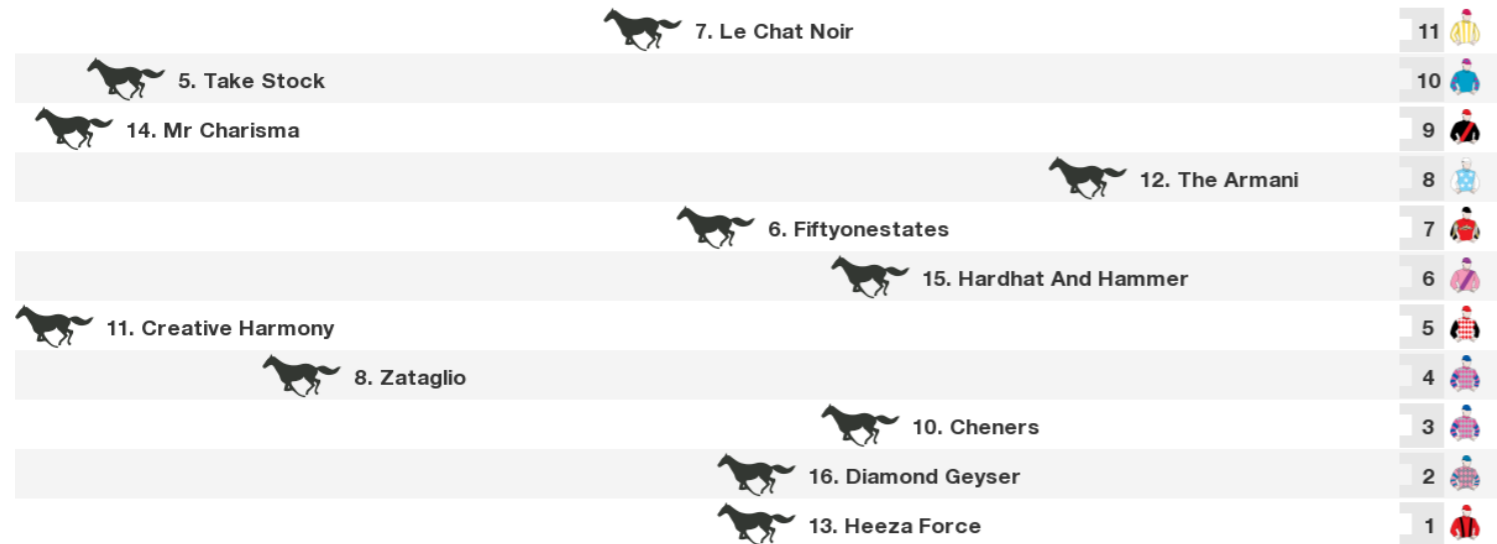 7. Le Chat Noir 11
5. Take Stock 10
14. Mr Charisma 9
12. The Armani 8
6. Fiftyonestates 7
15. Hardhat And Hammer 6
11. Creative Harmony 5
8. Zataglio 4
10. Cheners 3
16. Diamond Geyser 2
13. Heeza Force 1